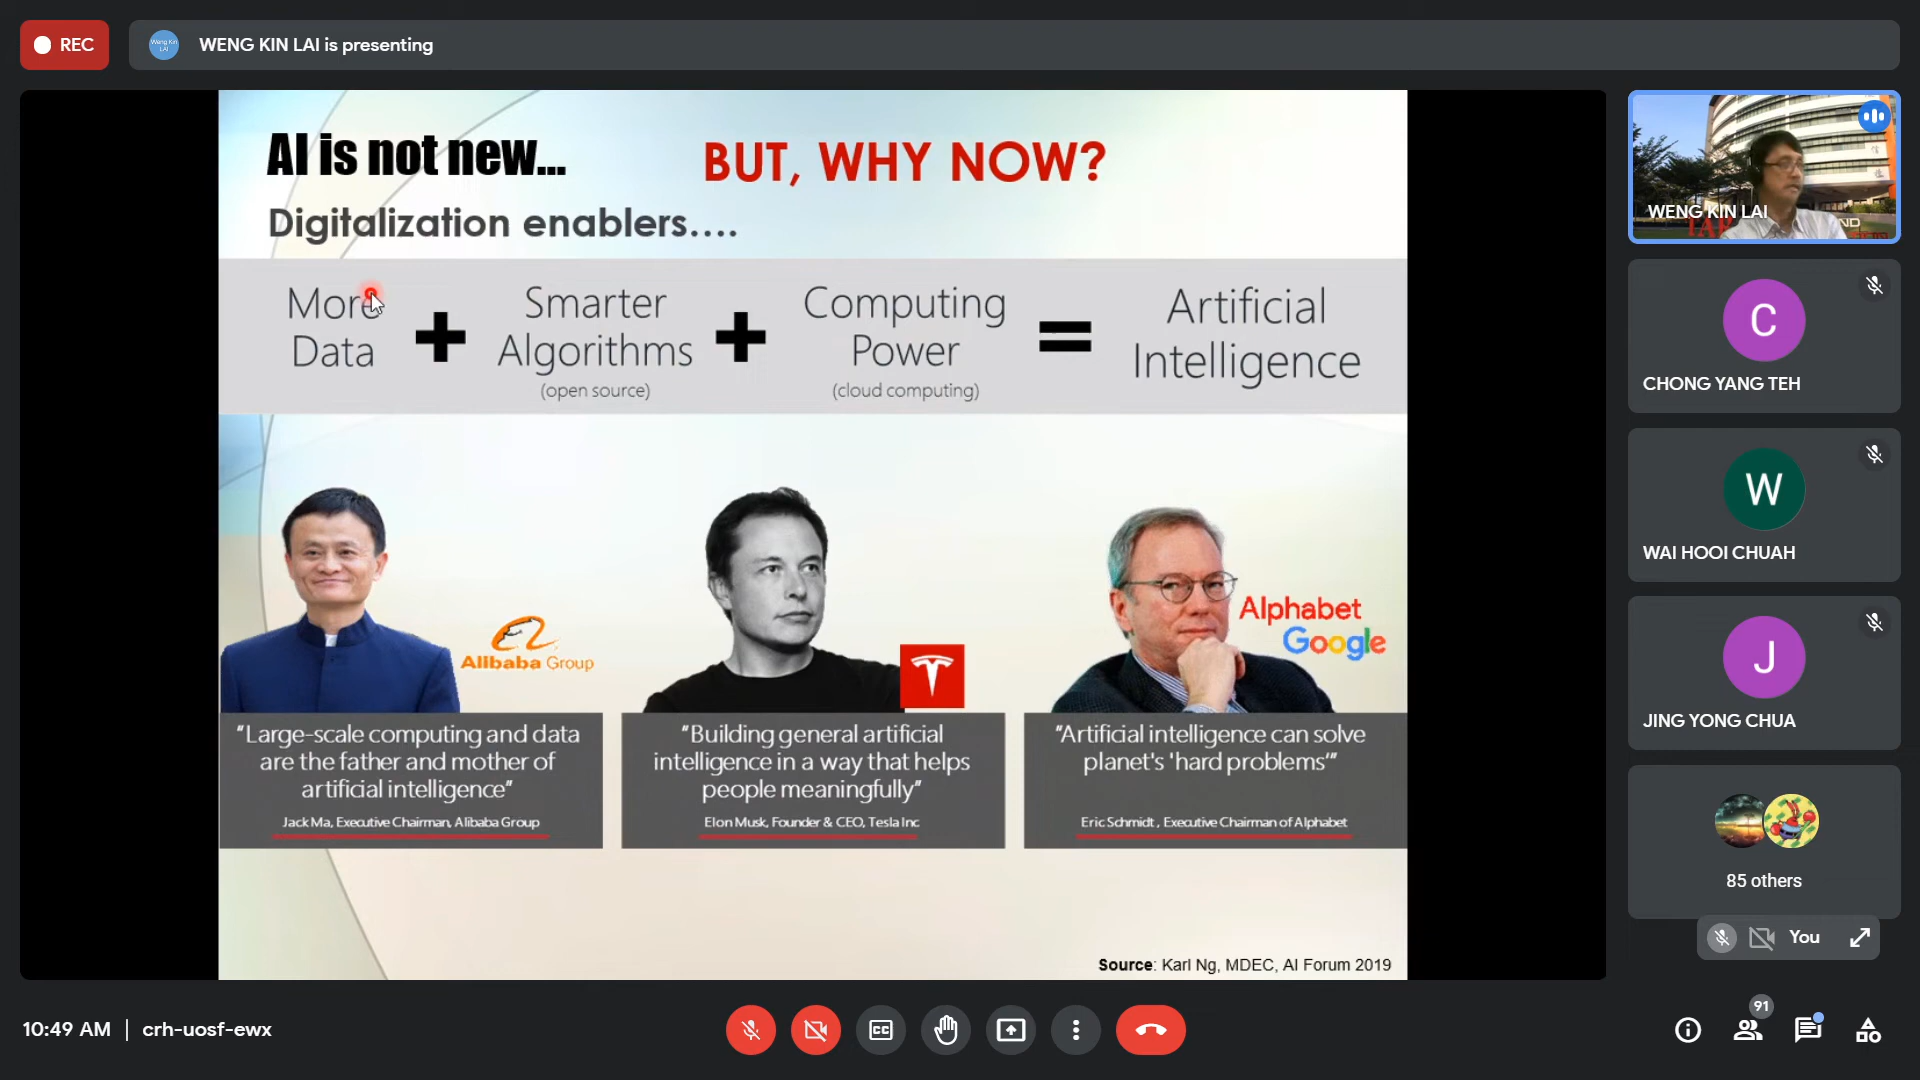 REC
Weng Kin
LAI
WENG KIN LAI is presenting
AI is not new...
BUT, WHY NOW?
Digitalization enablers....
More
Data
+
Smarter
Algorithms
(open source)
+
Computing
Power
(cloud computing)
=
Artificial
Intelligence
Alibaba Group
Alphabet
Google
"Large-scale computing and data
are the father and mother of
artificial intelligence"
Jack Ma, Executive Chairman, Alibaba Group
"Building general artificial
intelligence in a way that helps
people meaningfully"
Elon Musk, Founder & CEO, Tesla Inc
"Artificial intelligence can solve
planet's 'hard problems'"
Eric Schmidt , Executive Chairman of Alphabet
Source: Karl Ng, MDEC, AI Forum 2019
WENG KIN LAI
C
CHONG YANG TEH
W
WAI HOOI CHUAH
J
JING YONG CHUA
85 others
You
10:49 AM | crh-uosf-ewx
CC
91